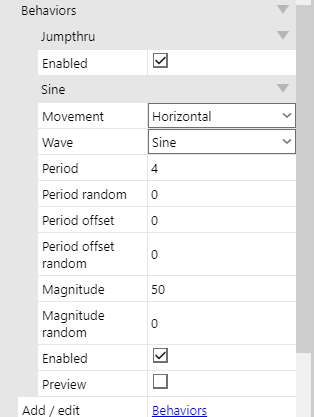 Behaviors
Jumpthru
Enabled
Sine
Movement Horizontal
Wave Sine
Period 4
Period random 0
Period offset 0
Period offset
random 0
Magnitude 50
Magnitude
random 0
Enabled
Preview
Add / edit Behaviors